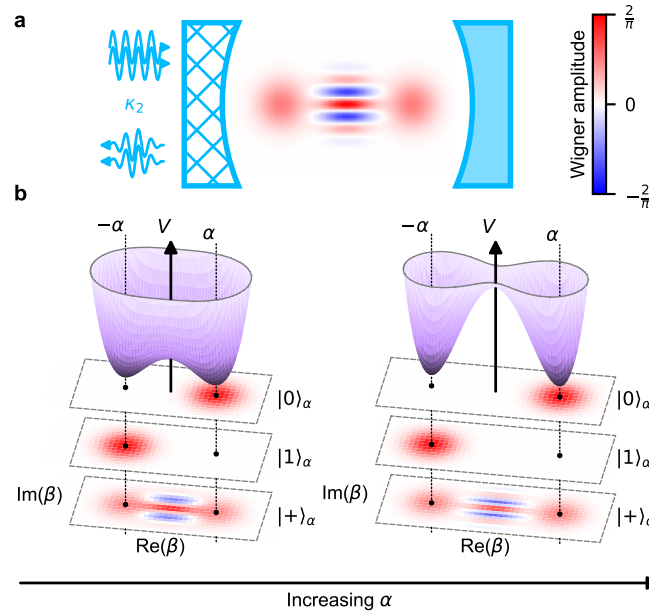 a
κ₂
Wigner amplitude
2/π
0
−2/π
b
−α
V
α
|0⟩α
|1⟩α
Im(β)
|+⟩α
Re(β)
−α
V
α
|0⟩α
|1⟩α
Im(β)
|+⟩α
Re(β)
Increasing α